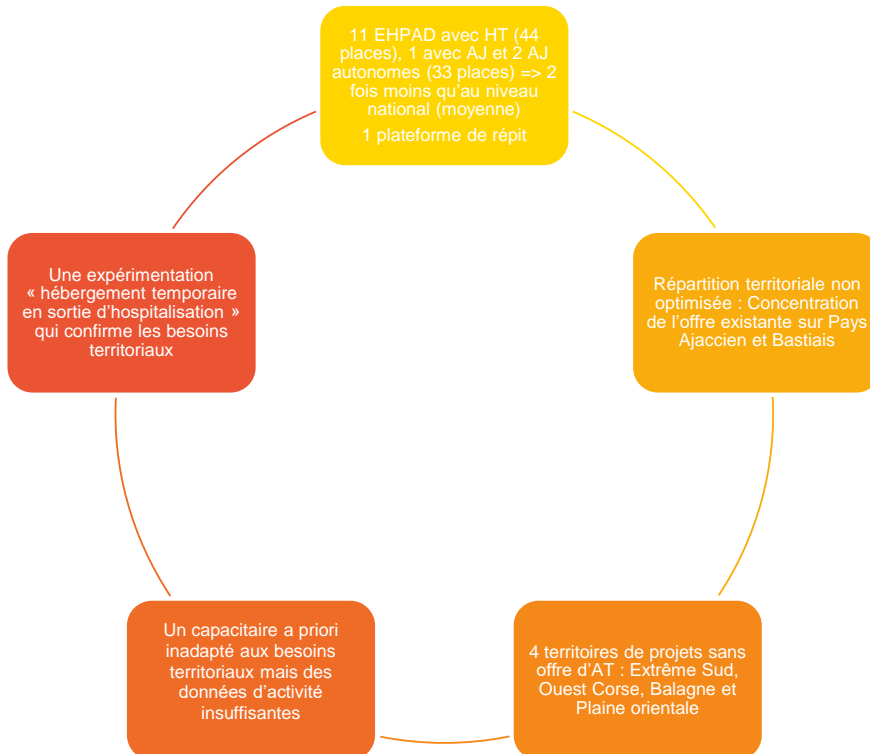 11 EHPAD avec HT (44
places), 1 avec AJ et 2 AJ
autonomes (33 places) => 2
fois moins qu'au niveau
national (moyenne)
1 plateforme de répit
Répartition territoriale non
optimisée : Concentration
de l'offre existante sur Pays
Ajaccien et Bastiais
4 territoires de projets sans
offre d'AT : Extrême Sud,
Ouest Corse, Balagne et
Plaine orientale
Un capacitaire a priori
inadapté aux besoins
territoriaux mais des
données d'activité
insuffisantes
Une expérimentation
« hébergement temporaire
en sortie d'hospitalisation »
qui confirme les besoins
territoriaux